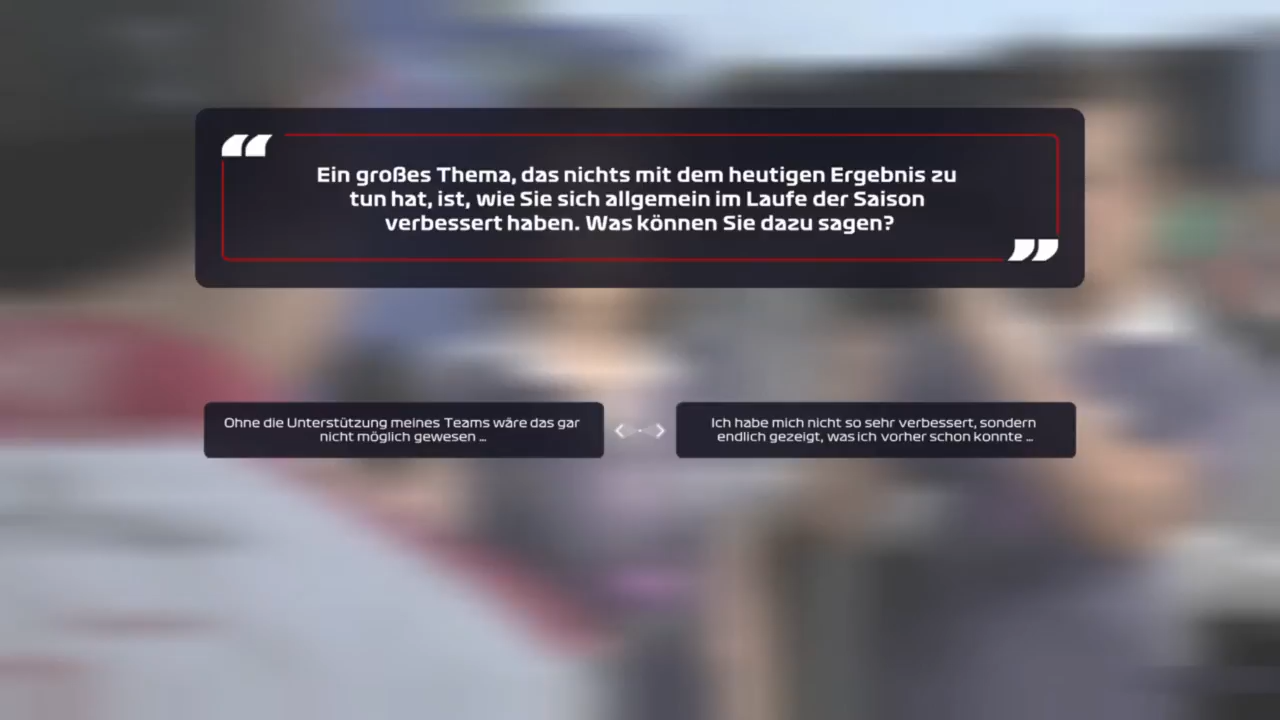 Ein großes Thema, das nichts mit dem heutigen Ergebnis zu
tun hat, ist, wie Sie sich allgemein im Laufe der Saison
verbessert haben. Was können Sie dazu sagen?
Ohne die Unterstützung meines Teams wäre das gar
nicht möglich gewesen ...
Ich habe mich nicht so sehr verbessert, sondern
endlich gezeigt, was ich vorher schon konnte ...